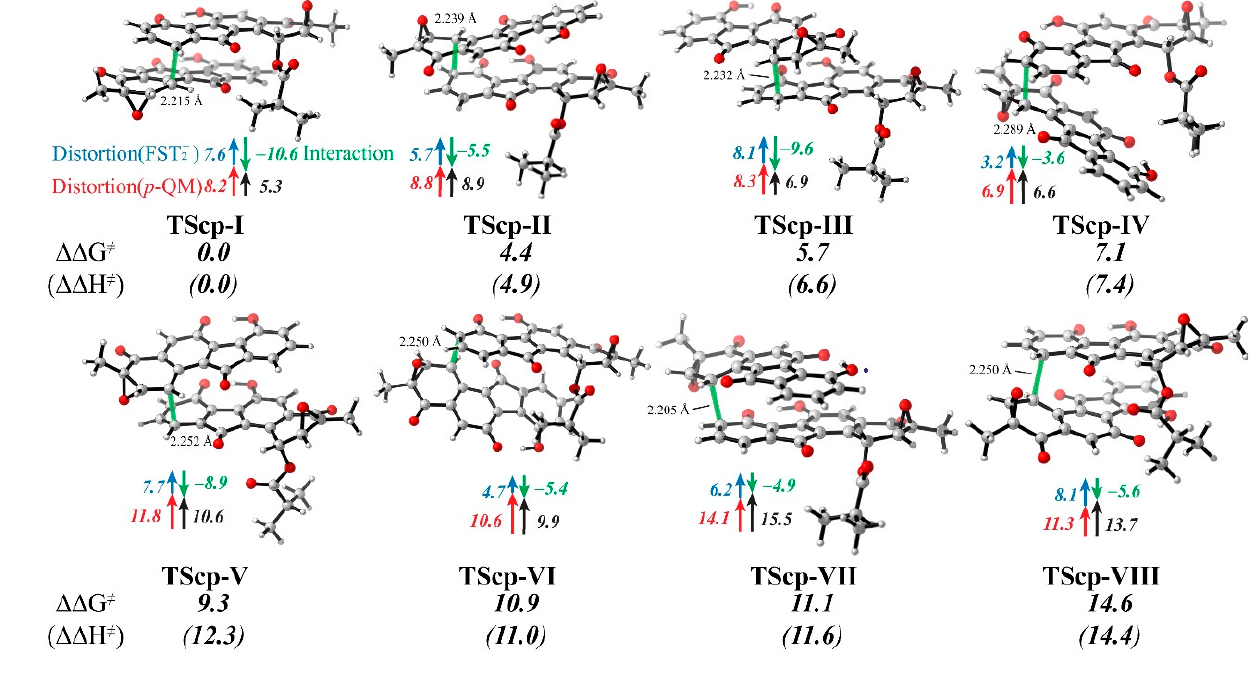 2.215 Å
2.239 Å
2.232 Å
2.289 Å
Distortion(FST₂⁻) 7.6 −10.6 Interaction
Distortion(p-QM) 8.2 5.3
5.7 −5.5
8.8 8.9
8.1 −9.6
8.3 6.9
3.2 −3.6
6.9 6.6
TScp-I TScp-II TScp-III TScp-IV
ΔΔG≠ 0.0 4.4 5.7 7.1
(ΔΔH≠) (0.0) (4.9) (6.6) (7.4)
2.252 Å
2.250 Å
2.205 Å
2.250 Å
7.7 −8.9
11.8 10.6
4.7 −5.4
10.6 9.9
6.2 −4.9
14.1 15.5
8.1 −5.6
11.3 13.7
TScp-V TScp-VI TScp-VII TScp-VIII
ΔΔG≠ 9.3 10.9 11.1 14.6
(ΔΔH≠) (12.3) (11.0) (11.6) (14.4)